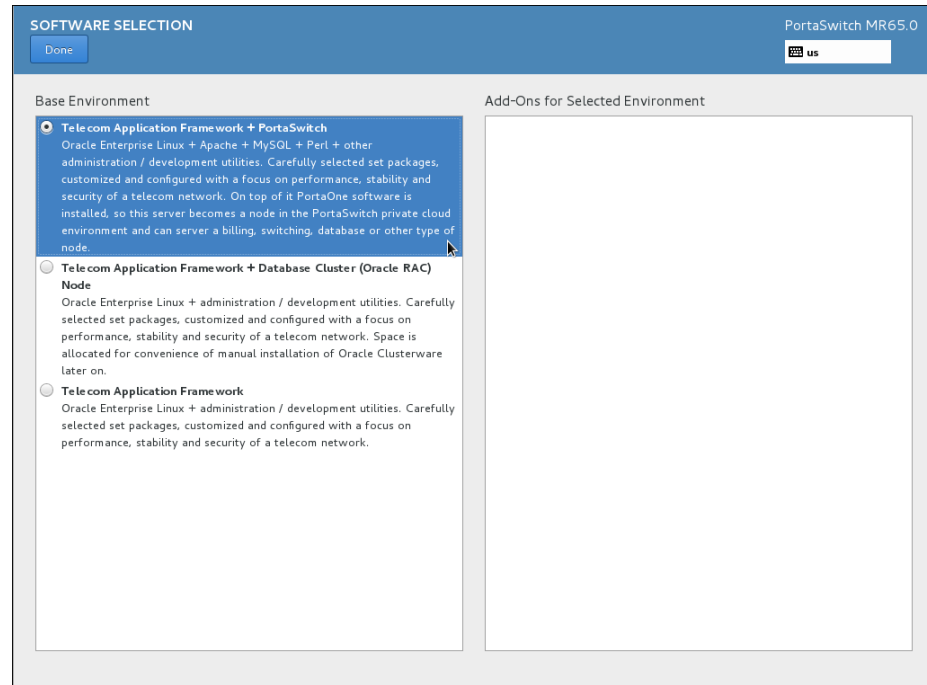 SOFTWARE SELECTION
PortaSwitch MR65.0
Done
us
Base Environment
Add-Ons for Selected Environment
Telecom Application Framework + PortaSwitch
Oracle Enterprise Linux + Apache + MySQL + Perl + other
administration / development utilities. Carefully selected set packages,
customized and configured with a focus on performance, stability and
security of a telecom network. On top of it PortaOne software is
installed, so this server becomes a node in the PortaSwitch private cloud
environment and can server a billing, switching, database or other type of
node.
Telecom Application Framework + Database Cluster (Oracle RAC)
Node
Oracle Enterprise Linux + administration / development utilities. Carefully
selected set packages, customized and configured with a focus on
performance, stability and security of a telecom network. Space is
allocated for convenience of manual installation of Oracle Clusterware
later on.
Telecom Application Framework
Oracle Enterprise Linux + administration / development utilities. Carefully
selected set packages, customized and configured with a focus on
performance, stability and security of a telecom network.